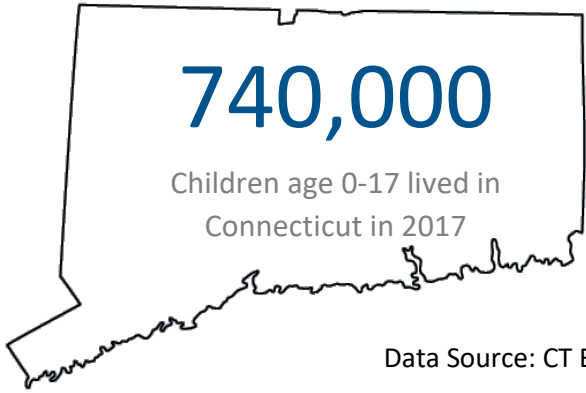 740,000
Children age 0-17 lived in
Connecticut in 2017
Data Source: CT